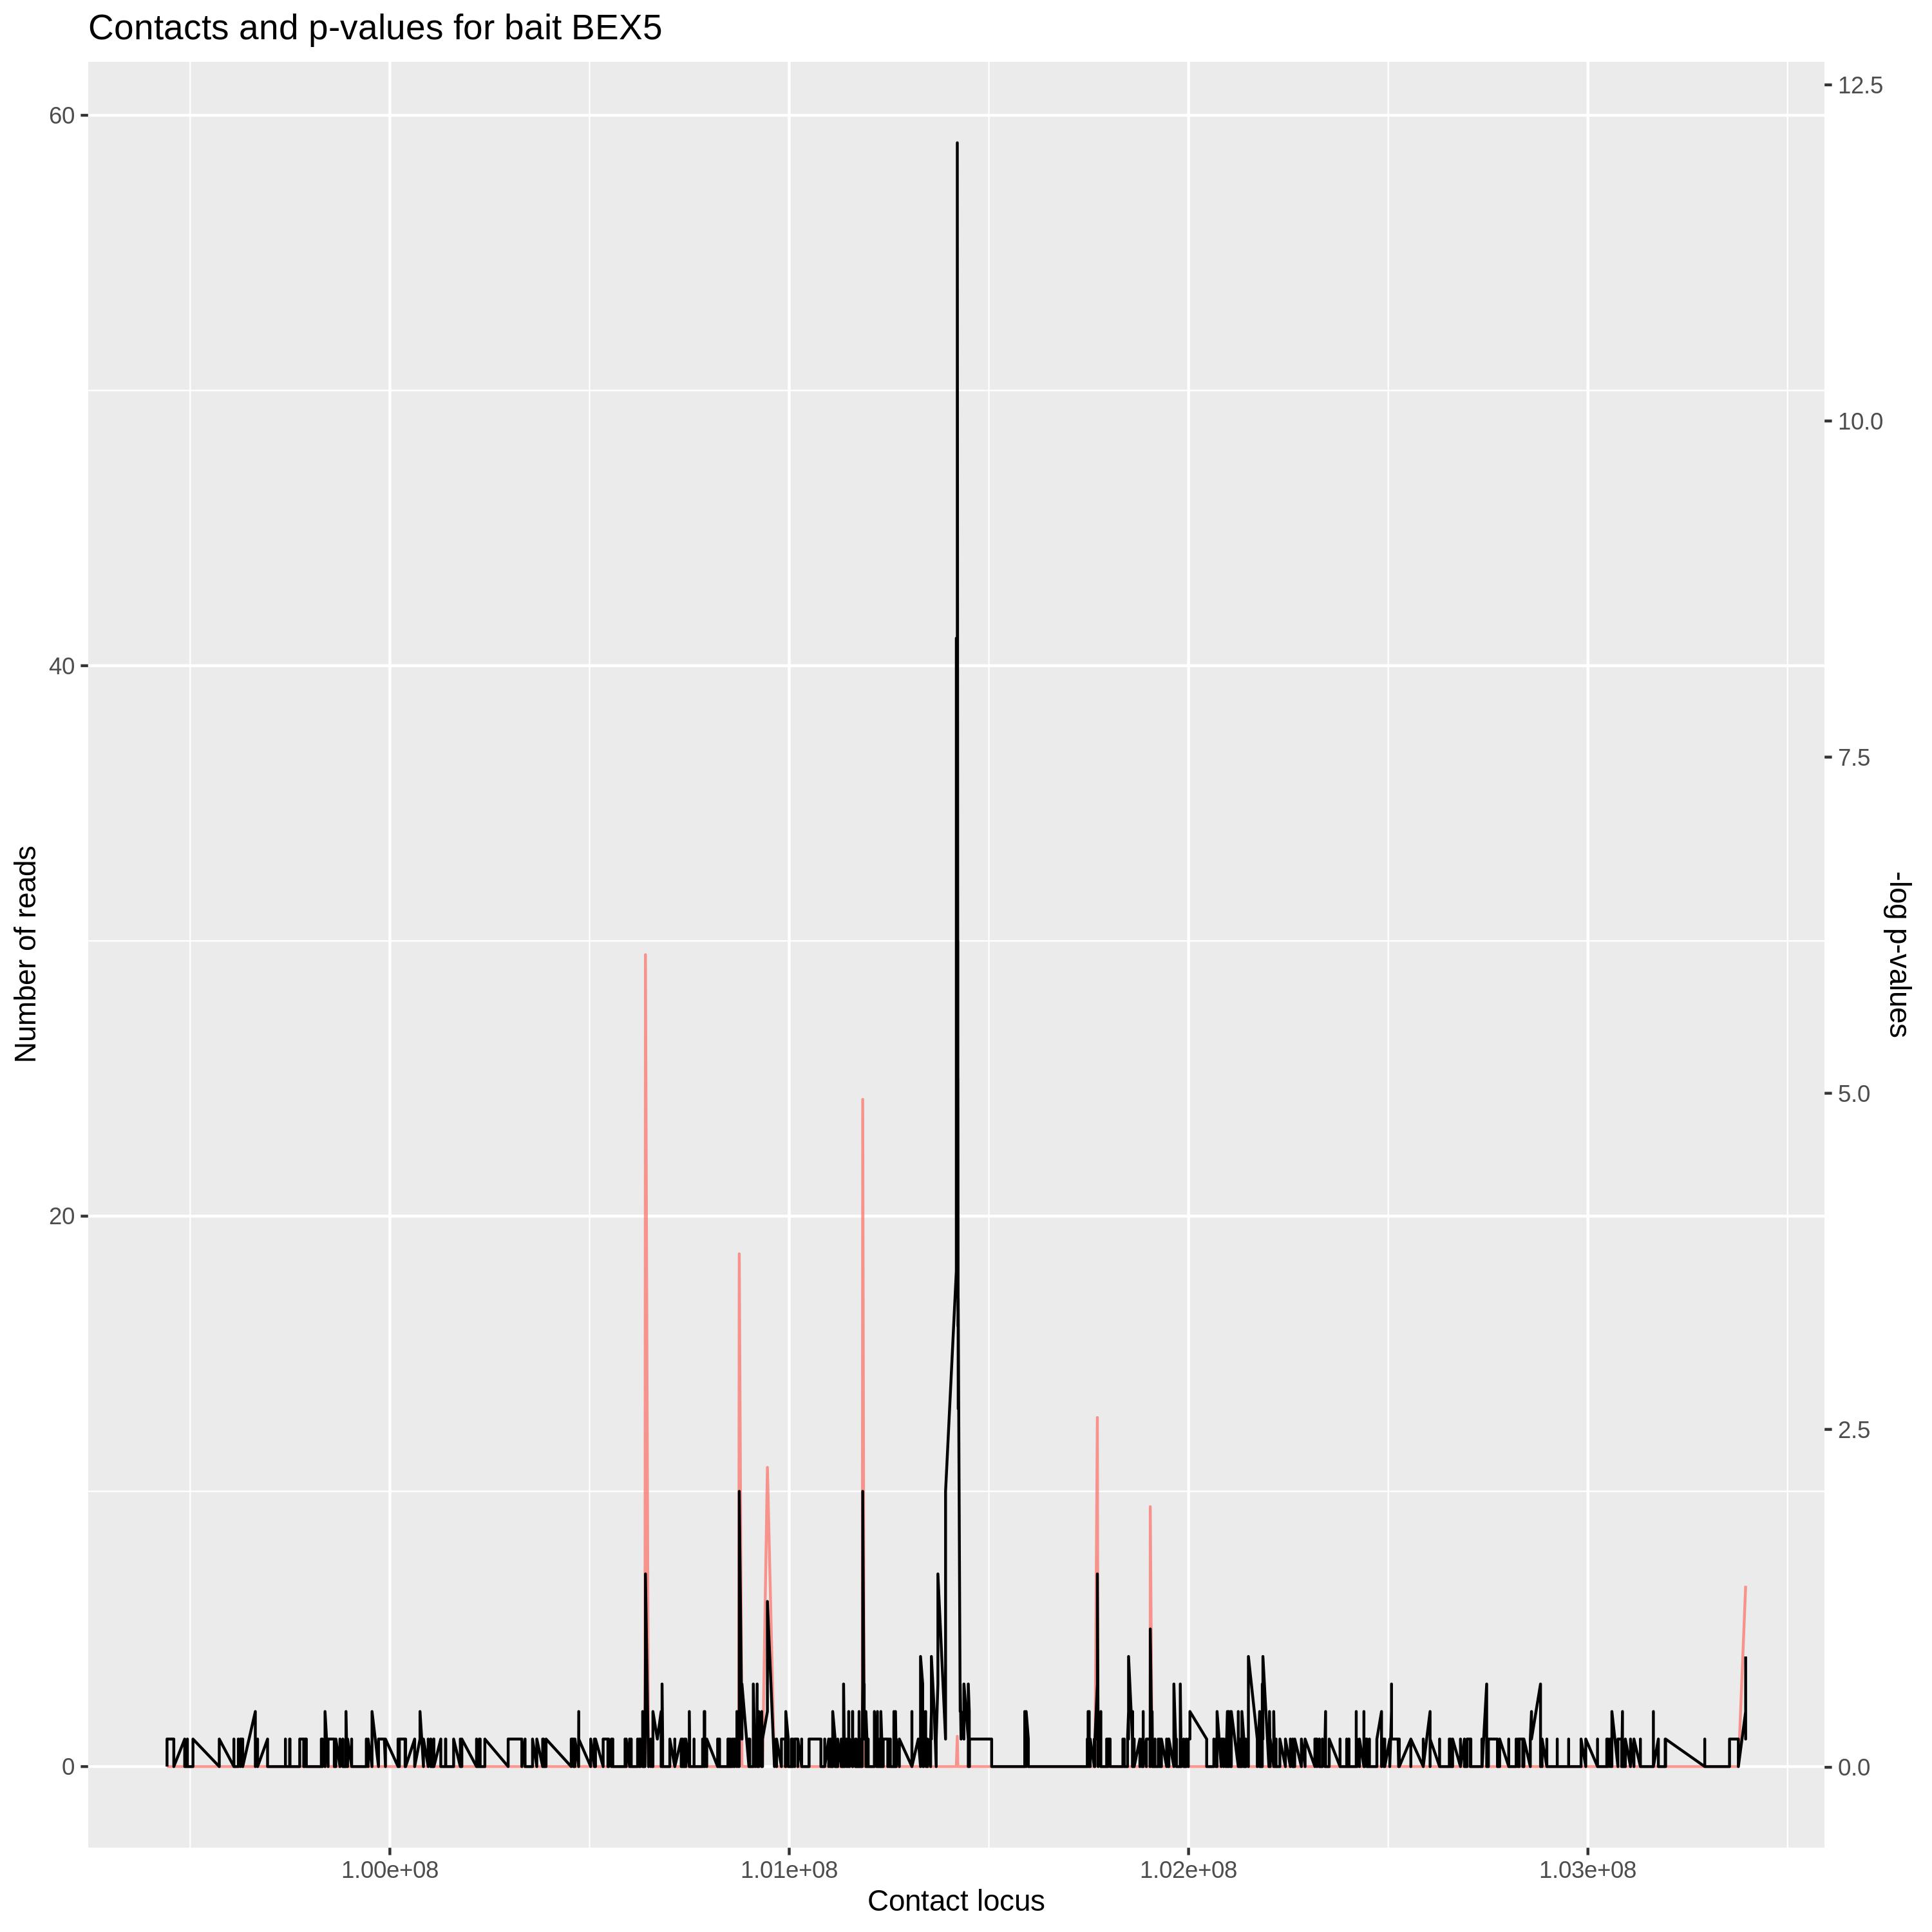 Contacts and p-values for bait BEX5
60
40
20
0
Number of reads
12.5
10.0
7.5
5.0
2.5
0.0
-log p-values
1.00e+08
1.01e+08
1.02e+08
1.03e+08
Contact locus